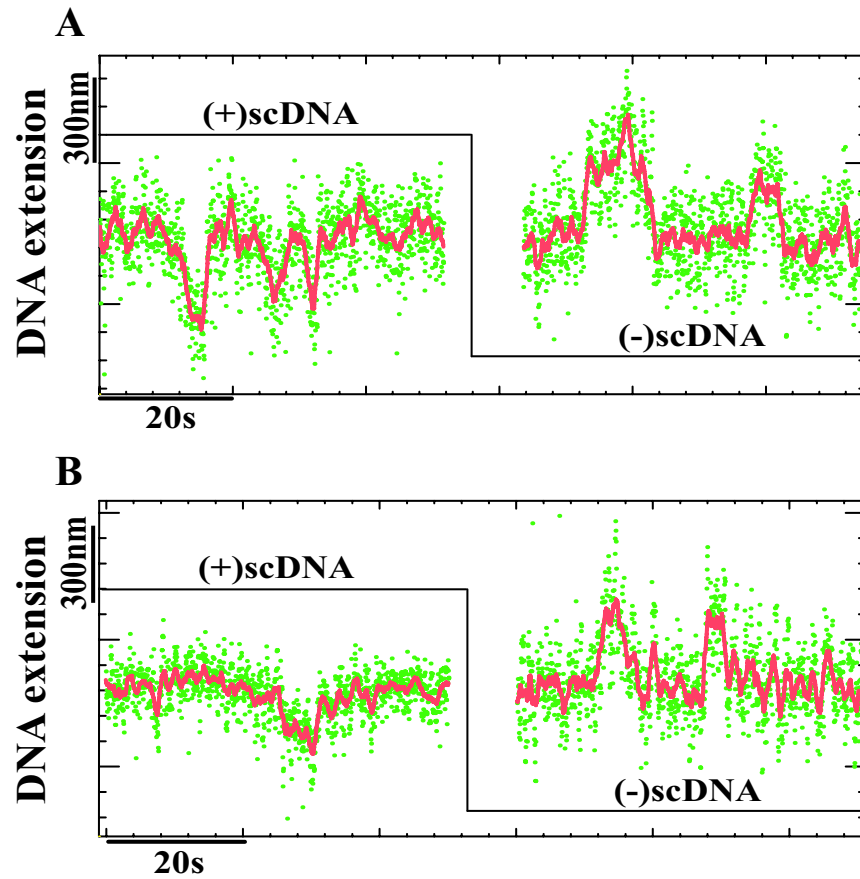 A
DNA extension
300nm
(+)scDNA
(-)scDNA
20s
B
DNA extension
300nm
(+)scDNA
(-)scDNA
20s